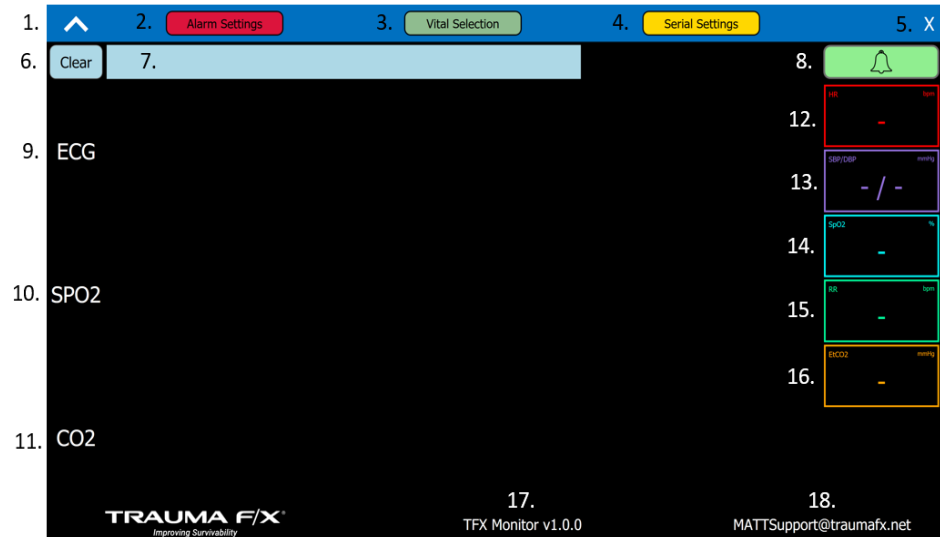 1. 2. Alarm Settings 3. Vital Selection 4. Serial Settings 5. X
6. Clear 7. 8.
HR bpm
12. -
9. ECG
SBP/DBP mmHg
13. - / -
SpO2 %
14. -
10. SPO2
RR bpm
15. -
EtCO2 mmHg
16. -
11. CO2
17. 18.
TRAUMA F/X®
Improving Survivability
TFX Monitor v1.0.0 MATTSupport@traumafx.net